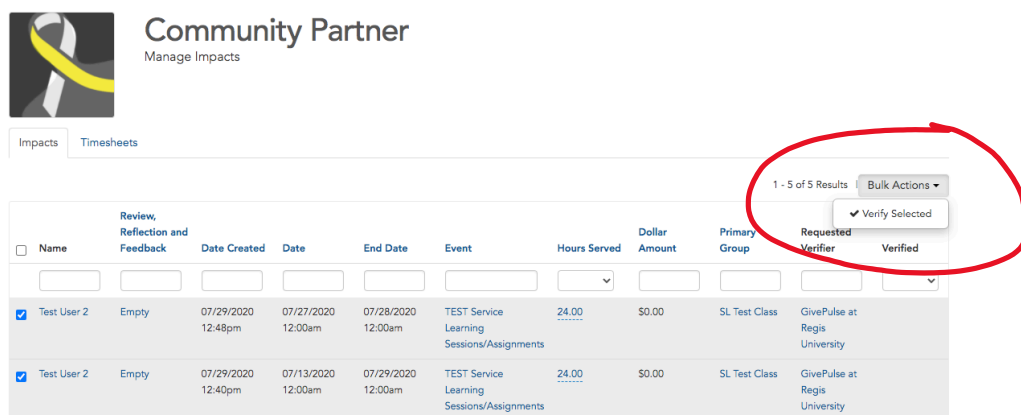 Community Partner
Manage Impacts
Impacts
Timesheets
1 - 5 of 5 Results
Bulk Actions
Verify Selected
Name
Review,
Reflection and
Feedback
Date Created
Date
End Date
Event
Hours Served
Dollar
Amount
Primary
Group
Requested
Verifier
Verified
Test User 2
Empty
07/29/2020
12:48pm
07/27/2020
12:00am
07/28/2020
12:00am
TEST Service
Learning
Sessions/Assignments
24.00
$0.00
SL Test Class
GivePulse at
Regis
University
Test User 2
Empty
07/29/2020
12:40pm
07/13/2020
12:00am
07/29/2020
12:00am
TEST Service
Learning
Sessions/Assignments
24.00
$0.00
SL Test Class
GivePulse at
Regis
University